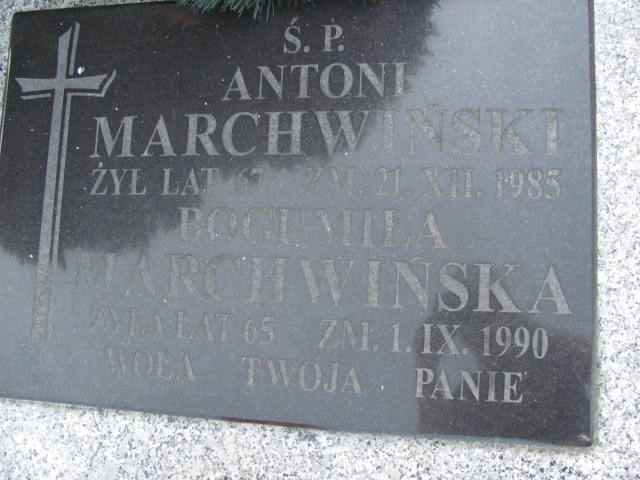 Ś. P.
ANTONI
MARCHWIŃSKI
ŻYŁ LAT 67 ZM. 21. XII. 1985
BOGUMIŁA
MARCHWIŃSKA
ŻYŁA LAT 65 ZM. 1. IX. 1990
WOLA TWOJA PANIE